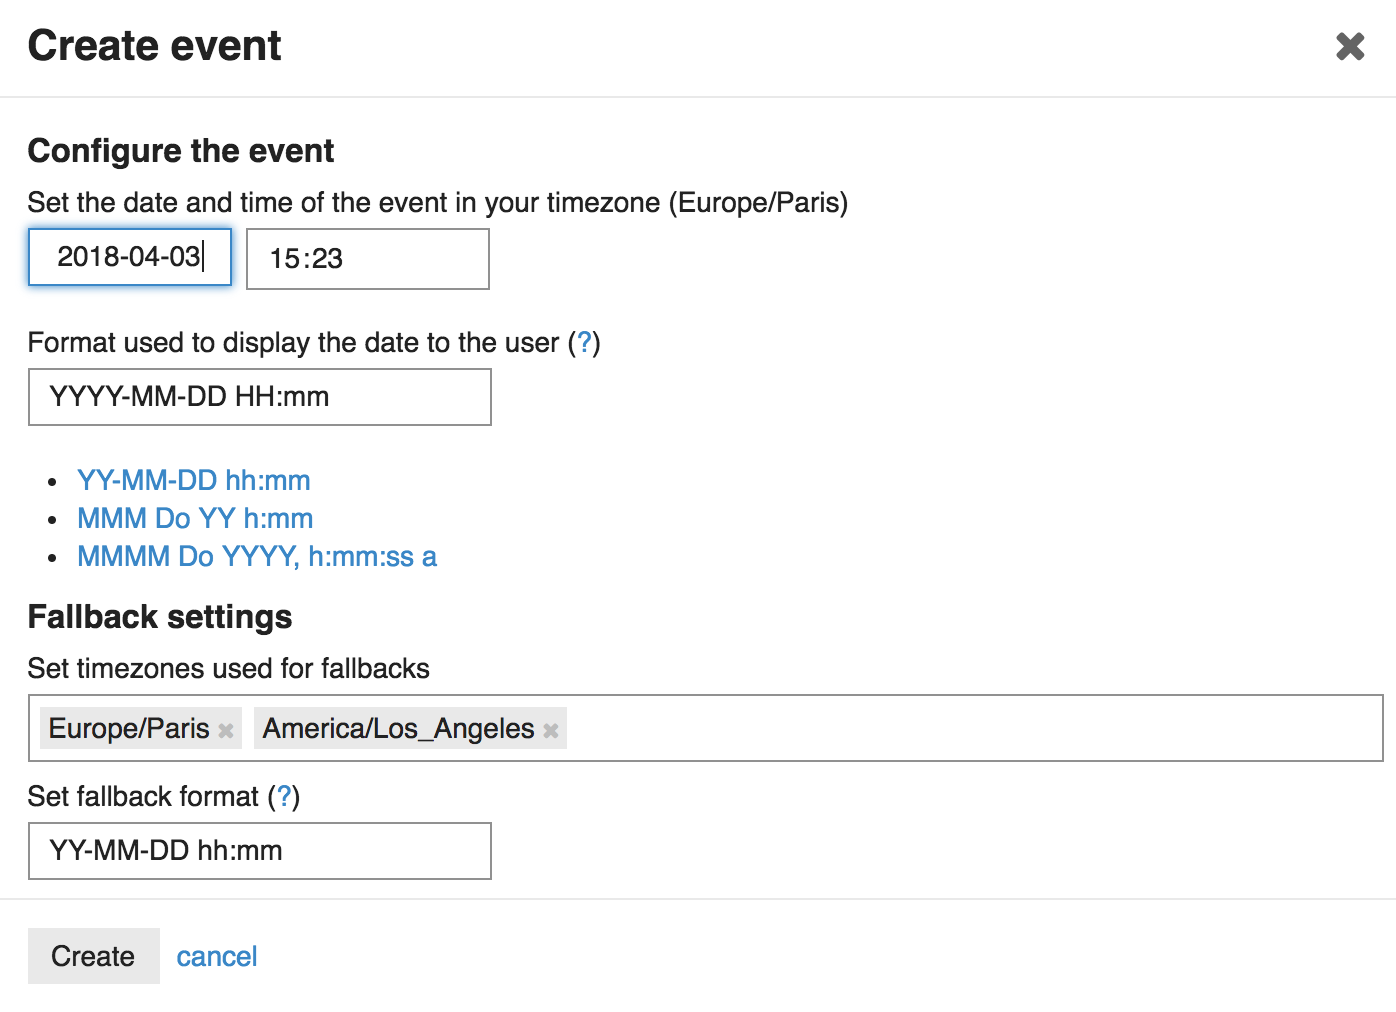 Create event
Configure the event
Set the date and time of the event in your timezone (Europe/Paris)
2018-04-03 15:23
Format used to display the date to the user (?)
YYYY-MM-DD HH:mm
YY-MM-DD hh:mm
MMM Do YY h:mm
MMMM Do YYYY, h:mm:ss a
Fallback settings
Set timezones used for fallbacks
Europe/Paris America/Los_Angeles
Set fallback format (?)
YY-MM-DD hh:mm
Create cancel